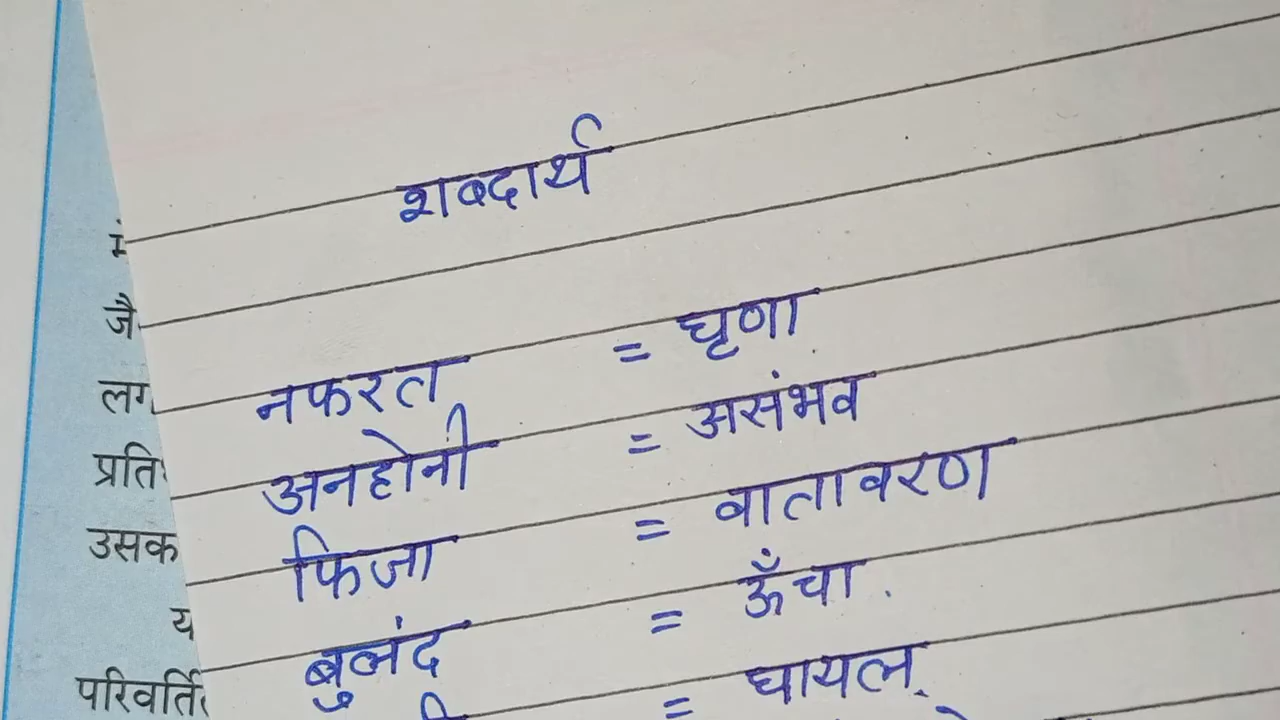 शब्दार्थ
नफरत = घृणा
अनहोनी = असंभव
फिजा = वातावरण
बुलंद = ऊँचा.
= घायल
में
जै
लग
प्रति
उसक
य
परिवर्ति